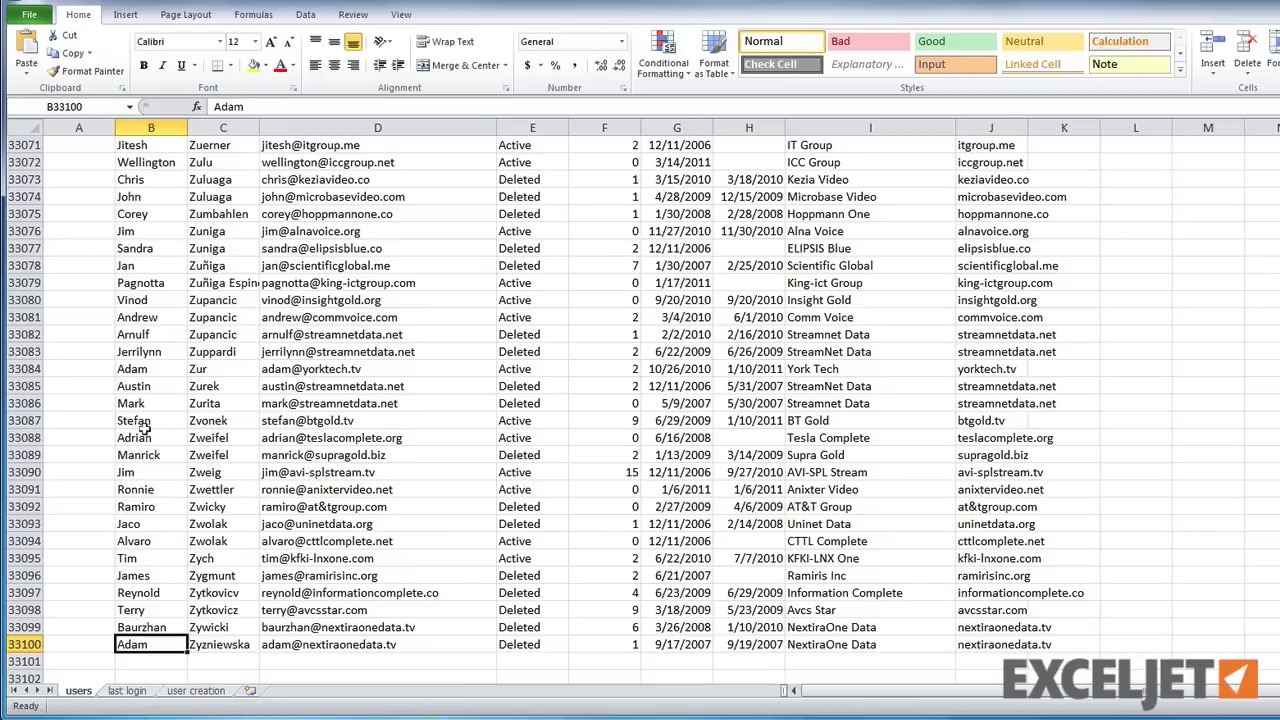 File Home Insert Page Layout Formulas Data Review View
Paste Cut Copy Format Painter Clipboard
Calibri 12 A A B I U A Font
Wrap Text Merge & Center Alignment
General $ % , Number
Conditional Formatting Format as Table
Normal Bad Good Neutral Calculation
Check Cell Explanatory ... Input Linked Cell Note
Styles
Insert Delete Cells
B33100 fx Adam
A B C D E F G H I J K L M
33071 Jitesh Zuerner jitesh@itgroup.me Active 2 12/11/2006 IT Group itgroup.me
33072 Wellington Zulu wellington@iccgroup.net Active 0 3/14/2011 ICC Group iccgroup.net
33073 Chris Zuluaga chris@keziavideo.co Deleted 1 3/15/2010 3/18/2010 Kezia Video keziavideo.co
33074 John Zuluaga john@microbasevideo.com Deleted 1 4/28/2009 12/15/2009 Microbase Video microbasevideo.com
33075 Corey Zumbahlen corey@hoppmannone.co Deleted 1 1/30/2008 2/28/2008 Hoppmann One hoppmannone.co
33076 Jim Zuniga jim@alnavoice.org Active 0 11/27/2010 11/30/2010 Alna Voice alnavoice.org
33077 Sandra Zuniga sandra@elipsisblue.co Deleted 2 12/11/2006 ELIPSIS Blue elipsisblue.co
33078 Jan Zuñiga jan@scientificglobal.me Deleted 7 1/30/2007 2/25/2010 Scientific Global scientificglobal.me
33079 Pagnotta Zuñiga Espin pagnotta@king-ictgroup.com Active 0 1/17/2011 King-ict Group king-ictgroup.com
33080 Vinod Zupancic vinod@insightgold.org Active 0 9/20/2010 9/20/2010 Insight Gold insightgold.org
33081 Andrew Zupancic andrew@commvoice.com Active 2 3/4/2010 6/1/2010 Comm Voice commvoice.com
33082 Arnulf Zupancic arnulf@streamnetdata.net Deleted 1 2/2/2010 2/16/2010 Streamnet Data streamnetdata.net
33083 Jerrilynn Zuppardi jerrilynn@streamnetdata.net Deleted 2 6/22/2009 6/26/2009 StreamNet Data streamnetdata.net
33084 Adam Zur adam@yorktech.tv Active 2 10/26/2010 1/10/2011 York Tech yorktech.tv
33085 Austin Zurek austin@streamnetdata.net Deleted 2 12/11/2006 5/31/2007 StreamNet Data streamnetdata.net
33086 Mark Zurita mark@streamnetdata.net Deleted 0 5/9/2007 5/30/2007 StreamNet Data streamnetdata.net
33087 Stefan Zvonek stefan@btgold.tv Active 9 6/29/2009 1/10/2011 BT Gold btgold.tv
33088 Adrian Zweifel adrian@teslacomplete.org Active 0 6/16/2008 Tesla Complete teslacomplete.org
33089 Manrick Zweifel manrick@supragold.biz Deleted 2 1/13/2009 3/14/2009 Supra Gold supragold.biz
33090 Jim Zweig jim@avi-splstream.tv Active 15 12/11/2006 9/27/2010 AVI-SPL Stream avi-splstream.tv
33091 Ronnie Zwettler ronnie@anixtervideo.net Active 0 1/6/2011 1/6/2011 Anixter Video anixtervideo.net
33092 Ramiro Zwicky ramiro@at&tgroup.com Deleted 0 2/27/2009 4/6/2009 AT&T Group at&tgroup.com
33093 Jaco Zwolak jaco@uninetdata.org Deleted 1 12/11/2006 2/14/2008 Uninet Data uninetdata.org
33094 Alvaro Zwolak alvaro@cttlcomplete.net Active 0 12/11/2006 CTTL Complete cttlcomplete.net
33095 Tim Zych tim@kfki-lnxone.com Active 2 6/22/2010 7/7/2010 KFKI-LNX One kfki-lnxone.com
33096 James Zygmunt james@ramirisinc.org Deleted 2 6/21/2007 Ramiris Inc ramirisinc.org
33097 Reynold Zytkovicv reynold@informationcomplete.co Deleted 4 6/23/2009 6/29/2009 Information Complete informationcomplete.co
33098 Terry Zytkovicz terry@avcsstar.com Deleted 9 3/18/2009 5/23/2009 Avcs Star avcsstar.com
33099 Baurzhan Zywicki baurzhan@nextiraonedata.tv Deleted 6 3/26/2008 1/10/2010 NextiraOne Data nextiraonedata.tv
33100 Adam Zyzniewska adam@nextiraonedata.tv Deleted 1 9/17/2007 9/19/2007 NextiraOne Data nextiraonedata.tv
33101
33102
users last login user creation
Ready
EXCELJET